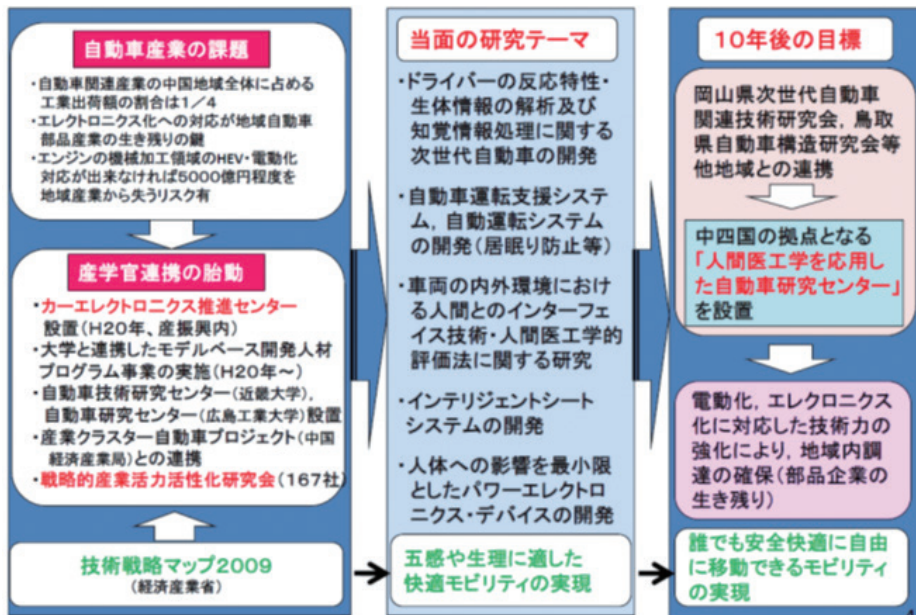 自動車産業の課題
・自動車関連産業の中国地域全体に占める
工業出荷額の割合は1／4
・エレクトロニクス化への対応が地域自動車
部品産業の生き残りの鍵
・エンジンの機械加工領域のHEV・電動化
対応が出来なければ5000億円程度を
地域産業から失うリスク有
産学官連携の胎動
・カーエレクトロニクス推進センター
設置(H20年、産振興内)
・大学と連携したモデルベース開発人材
プログラム事業の実施(H20年～)
・自動車技術研究センター(近畿大学),
自動車研究センター(広島工業大学)設置
・産業クラスター自動車プロジェクト(中国
経済産業局)との連携
・戦略的産業活力活性化研究会(167社)
技術戦略マップ2009
(経済産業省)
当面の研究テーマ
・ドライバーの反応特性・
生体情報の解析及び
知覚情報処理に関する
次世代自動車の開発
・自動車運転支援システ
ム, 自動運転システム
の開発(居眠り防止等)
・車両の内外環境におけ
る人間とのインターフェ
イス技術・人間医工学的
評価法に関する研究
・インテリジェントシート
システムの開発
・人体への影響を最小限
としたパワーエレクトロ
ニクス・デバイスの開発
五感や生理に適した
快適モビリティの実現
10年後の目標
岡山県次世代自動車
関連技術研究会, 鳥取
県自動車構造研究会等
他地域との連携
中四国の拠点となる
「人間医工学を応用し
た自動車研究センター」
を設置
電動化, エレクロニクス
化に対応した技術力の
強化により, 地域内調
達の確保(部品企業の
生き残り)
誰でも安全快適に自由
に移動できるモビリティ
の実現